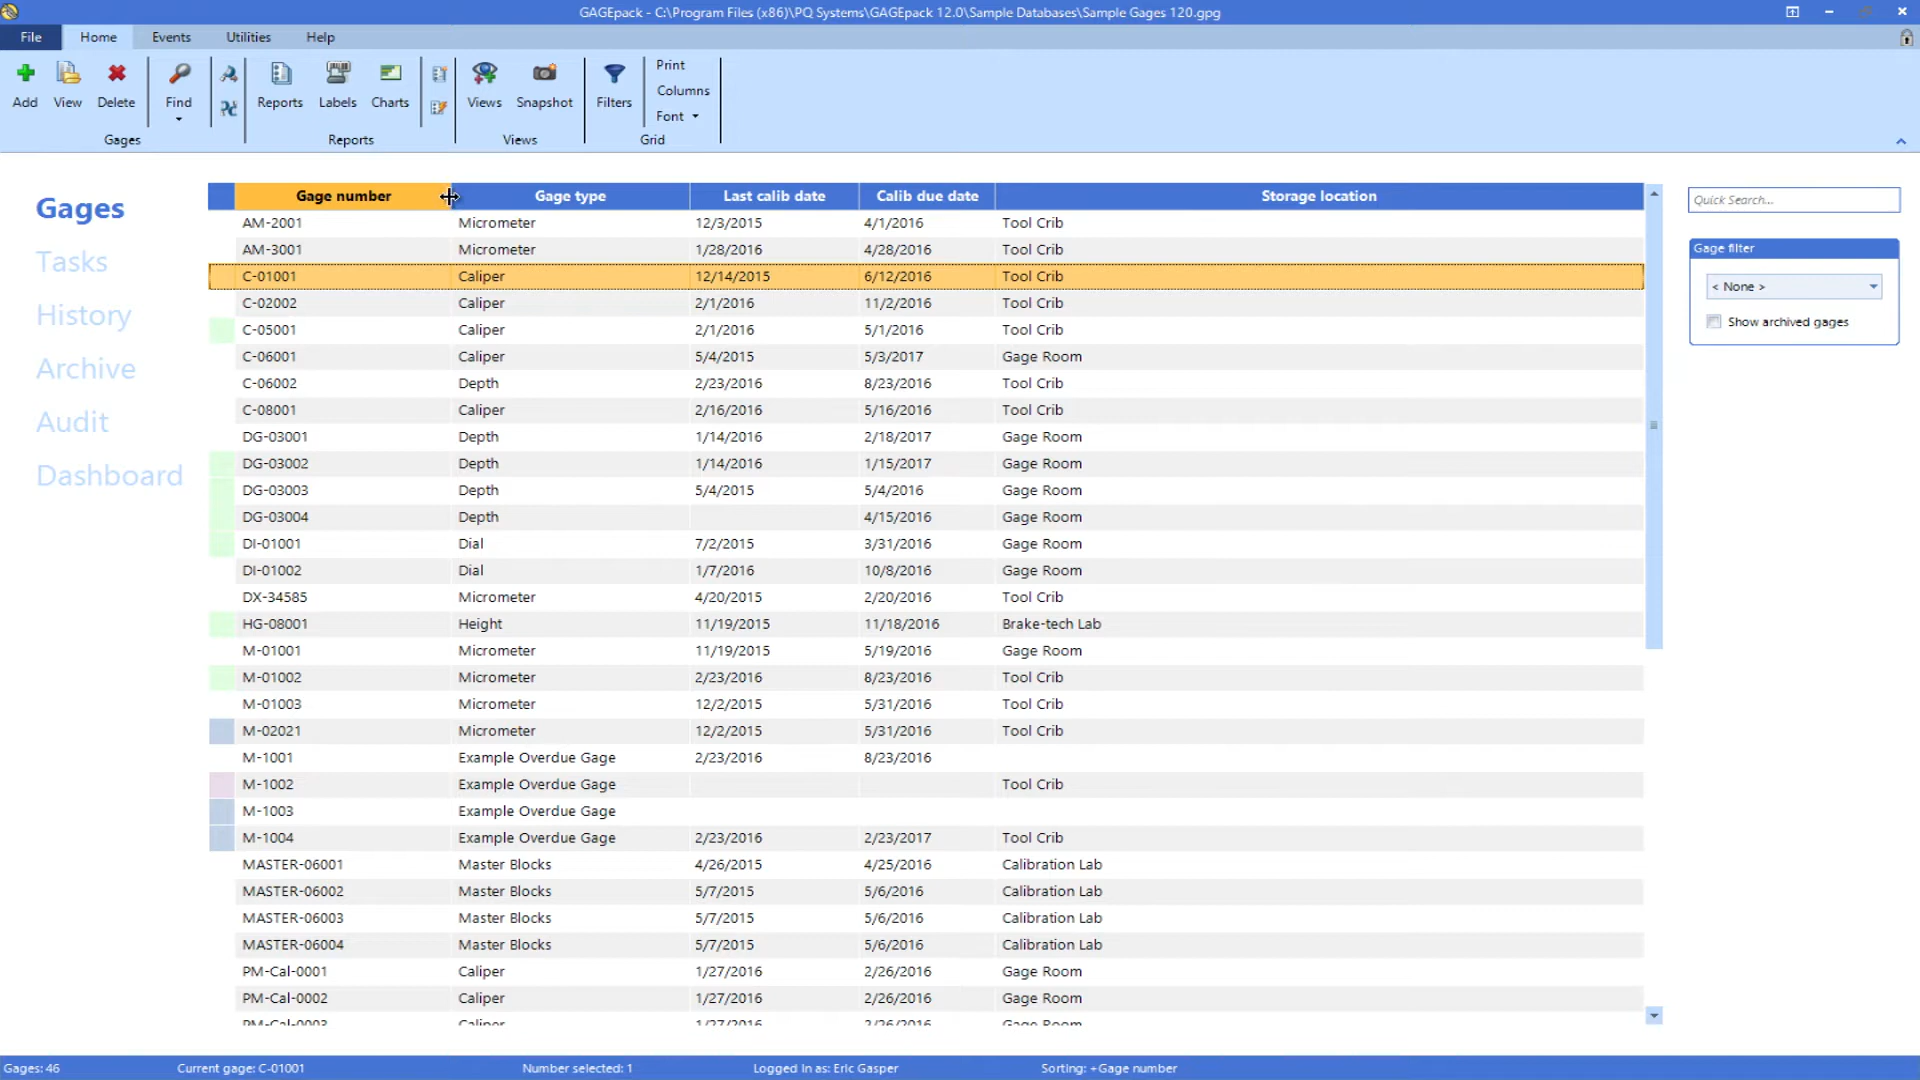 GAGEpack - C:\Program Files (x86)\PQ Systems\GAGEpack 12.0\Sample Databases\Sample Gages 120.gpg
File Home Events Utilities Help
Add View Delete Find Reports Labels Charts Views Snapshot Filters
Print
Columns
Font
Gages Reports Views Grid
Gages
Tasks
History
Archive
Audit
Dashboard
Gage number Gage type Last calib date Calib due date Storage location
AM-2001 Micrometer 12/3/2015 4/1/2016 Tool Crib
AM-3001 Micrometer 1/28/2016 4/28/2016 Tool Crib
C-01001 Caliper 12/14/2015 6/12/2016 Tool Crib
C-02002 Caliper 2/1/2016 11/2/2016 Tool Crib
C-05001 Caliper 2/1/2016 5/1/2016 Tool Crib
C-06001 Caliper 5/4/2015 5/3/2017 Gage Room
C-06002 Depth 2/23/2016 8/23/2016 Tool Crib
C-08001 Caliper 2/16/2016 5/16/2016 Tool Crib
DG-03001 Depth 1/14/2016 2/18/2017 Gage Room
DG-03002 Depth 1/14/2016 1/15/2017 Gage Room
DG-03003 Depth 5/4/2015 5/4/2016 Gage Room
DG-03004 Depth 4/15/2016 Gage Room
DI-01001 Dial 7/2/2015 3/31/2016 Gage Room
DI-01002 Dial 1/7/2016 10/8/2016 Gage Room
DX-34585 Micrometer 4/20/2015 2/20/2016 Tool Crib
HG-08001 Height 11/19/2015 11/18/2016 Brake-tech Lab
M-01001 Micrometer 11/19/2015 5/19/2016 Gage Room
M-01002 Micrometer 2/23/2016 8/23/2016 Tool Crib
M-01003 Micrometer 12/2/2015 5/31/2016 Tool Crib
M-02021 Micrometer 12/2/2015 5/31/2016 Tool Crib
M-1001 Example Overdue Gage 2/23/2016 8/23/2016
M-1002 Example Overdue Gage Tool Crib
M-1003 Example Overdue Gage
M-1004 Example Overdue Gage 2/23/2016 2/23/2017 Tool Crib
MASTER-06001 Master Blocks 4/26/2015 4/25/2016 Calibration Lab
MASTER-06002 Master Blocks 5/7/2015 5/6/2016 Calibration Lab
MASTER-06003 Master Blocks 5/7/2015 5/6/2016 Calibration Lab
MASTER-06004 Master Blocks 5/7/2015 5/6/2016 Calibration Lab
PM-Cal-0001 Caliper 1/27/2016 2/26/2016 Gage Room
PM-Cal-0002 Caliper 1/27/2016 2/26/2016 Gage Room
PM-Cal-0003 Caliper 1/27/2016 2/26/2016 Gage Room
Quick Search...
Gage filter
< None >
Show archived gages
Gages: 46 Current gage: C-01001 Number selected: 1 Logged In as: Eric Gasper Sorting: +Gage number